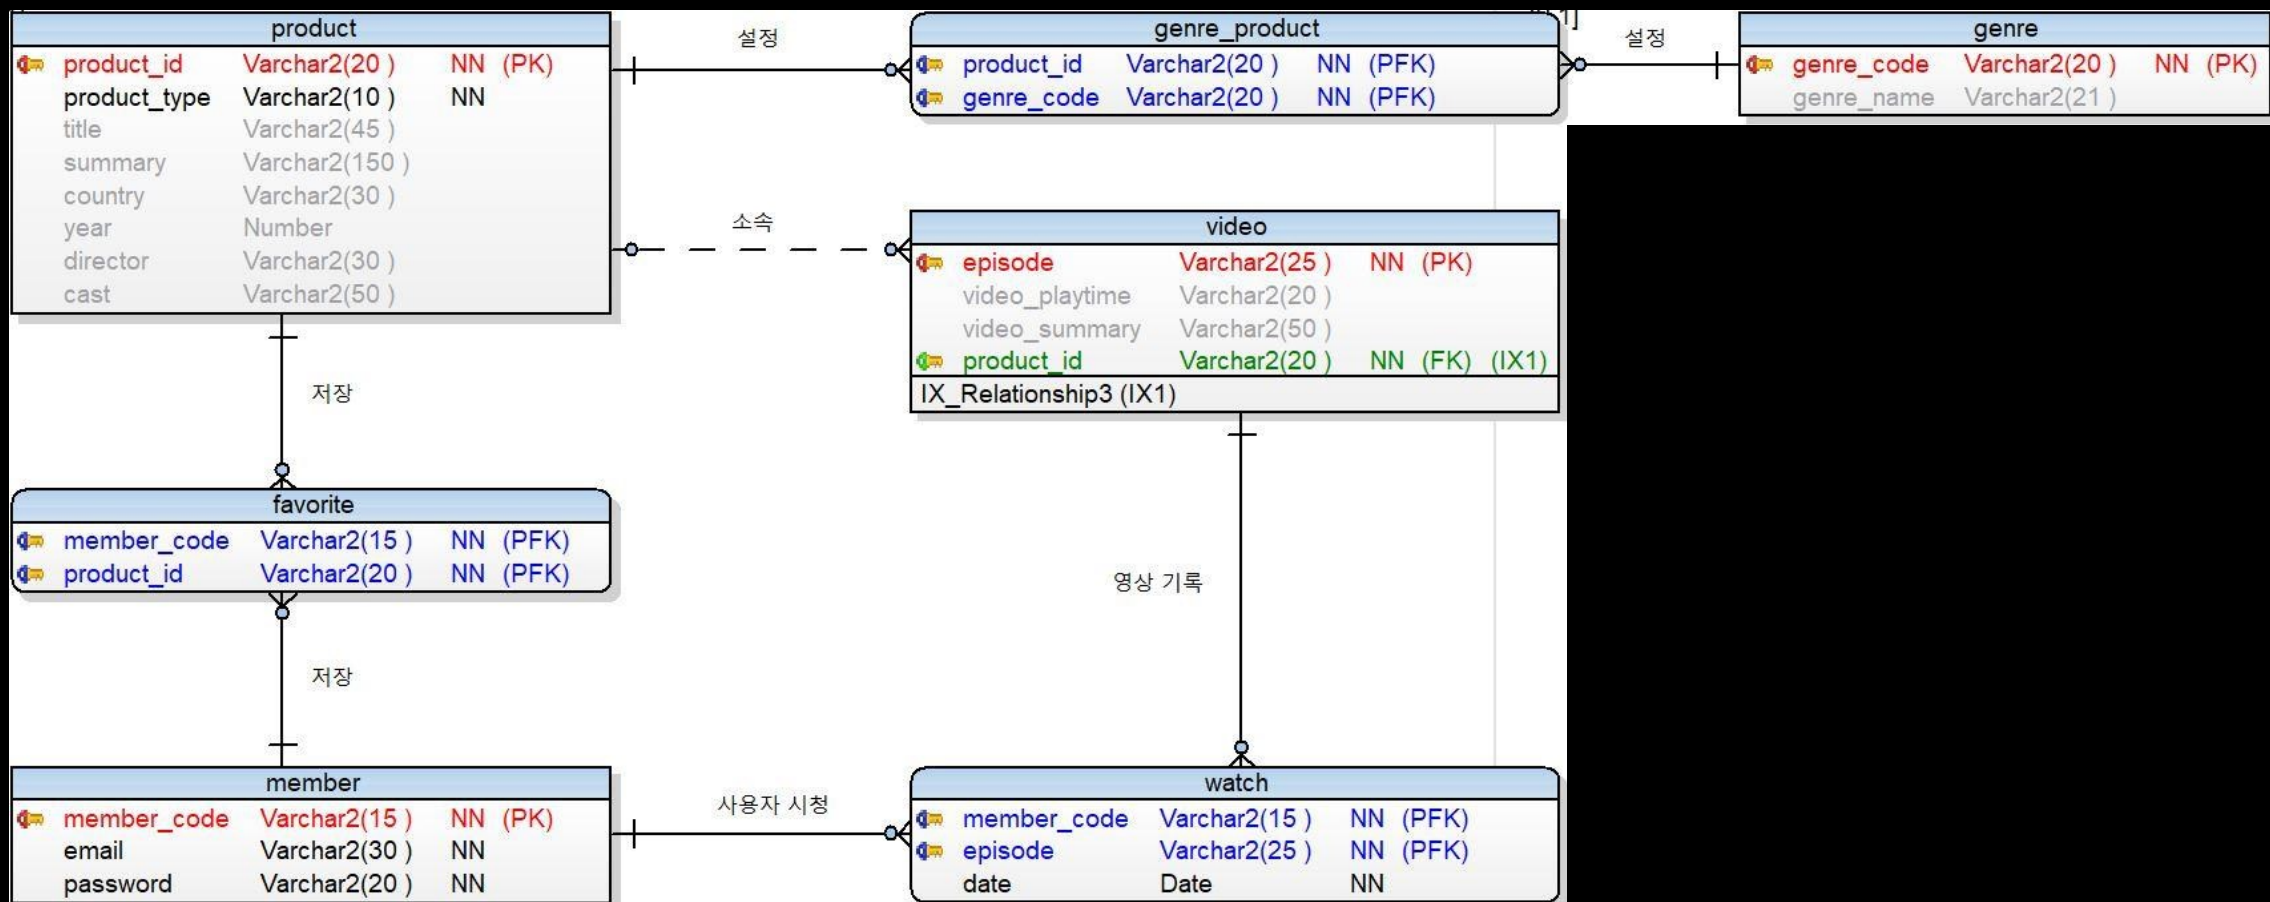 product
product_id Varchar2(20 ) NN (PK)
product_type Varchar2(10 ) NN
title Varchar2(45 )
summary Varchar2(150 )
country Varchar2(30 )
year Number
director Varchar2(30 )
cast Varchar2(50 )
설정
genre_product
product_id Varchar2(20 ) NN (PFK)
genre_code Varchar2(20 ) NN (PFK)
설정
genre
genre_code Varchar2(20 ) NN (PK)
genre_name Varchar2(21 )
소속
video
episode Varchar2(25 ) NN (PK)
video_playtime Varchar2(20 )
video_summary Varchar2(50 )
product_id Varchar2(20 ) NN (FK) (IX1)
IX_Relationship3 (IX1)
저장
favorite
member_code Varchar2(15 ) NN (PFK)
product_id Varchar2(20 ) NN (PFK)
영상 기록
저장
member
member_code Varchar2(15 ) NN (PK)
email Varchar2(30 ) NN
password Varchar2(20 ) NN
사용자 시청
watch
member_code Varchar2(15 ) NN (PFK)
episode Varchar2(25 ) NN (PFK)
date Date NN